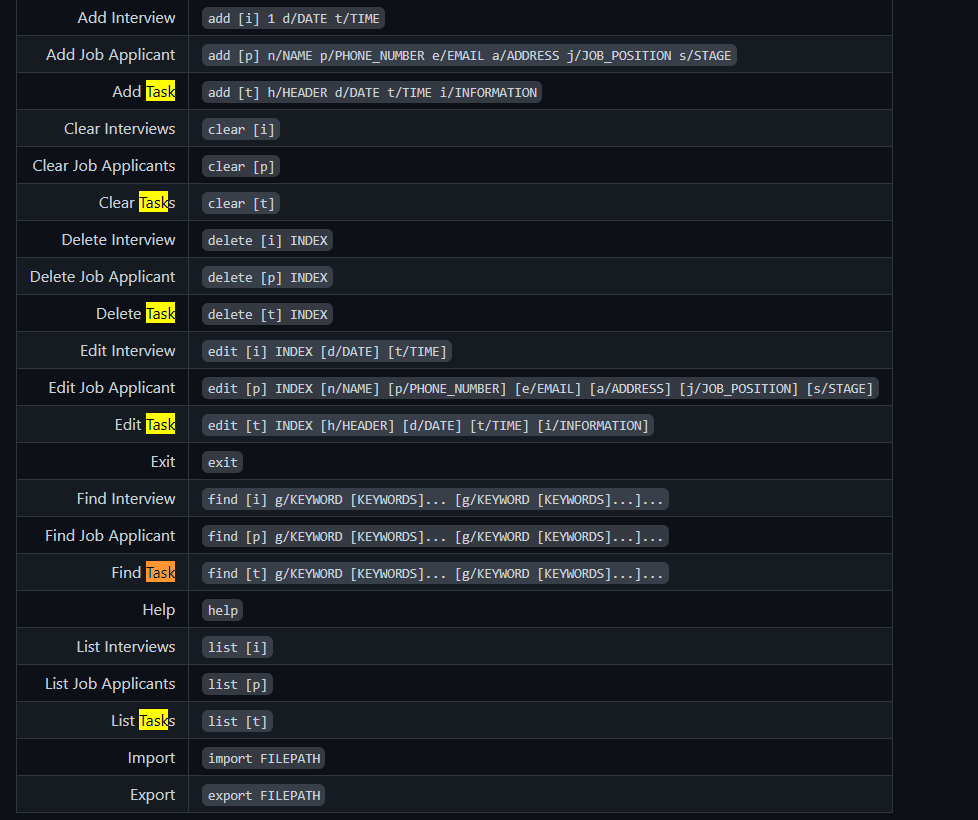 Add Interview add [i] 1 d/DATE t/TIME
Add Job Applicant add [p] n/NAME p/PHONE_NUMBER e/EMAIL a/ADDRESS j/JOB_POSITION s/STAGE
Add Task add [t] h/HEADER d/DATE t/TIME i/INFORMATION
Clear Interviews clear [i]
Clear Job Applicants clear [p]
Clear Tasks clear [t]
Delete Interview delete [i] INDEX
Delete Job Applicant delete [p] INDEX
Delete Task delete [t] INDEX
Edit Interview edit [i] INDEX [d/DATE] [t/TIME]
Edit Job Applicant edit [p] INDEX [n/NAME] [p/PHONE_NUMBER] [e/EMAIL] [a/ADDRESS] [j/JOB_POSITION] [s/STAGE]
Edit Task edit [t] INDEX [h/HEADER] [d/DATE] [t/TIME] [i/INFORMATION]
Exit exit
Find Interview find [i] g/KEYWORD [KEYWORDS]... [g/KEYWORD [KEYWORDS]...]...
Find Job Applicant find [p] g/KEYWORD [KEYWORDS]... [g/KEYWORD [KEYWORDS]...]...
Find Task find [t] g/KEYWORD [KEYWORDS]... [g/KEYWORD [KEYWORDS]...]...
Help help
List Interviews list [i]
List Job Applicants list [p]
List Tasks list [t]
Import import FILEPATH
Export export FILEPATH